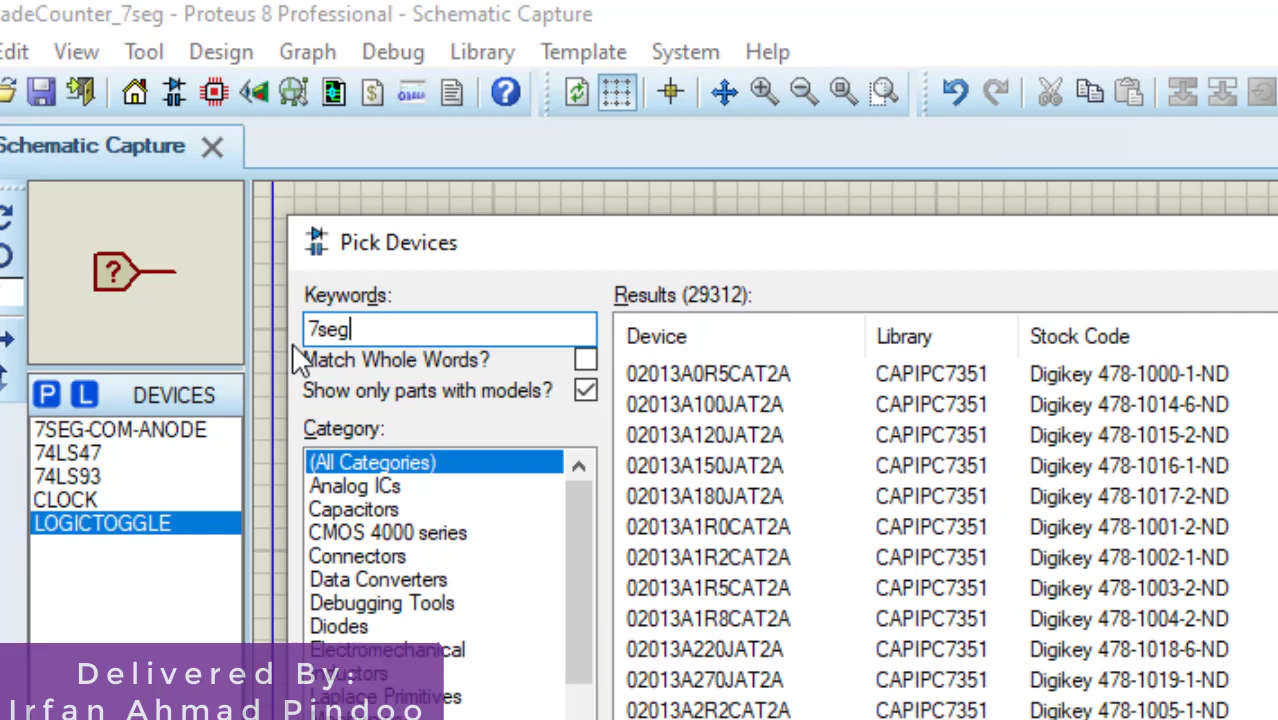 adeCounter_7seg - Proteus 8 Professional - Schematic Capture
Edit View Tool Design Graph Debug Library Template System Help
Schematic Capture
Pick Devices
Keywords:
7seg
Match Whole Words?
Show only parts with models?
Category:
(All Categories)
Analog ICs
Capacitors
CMOS 4000 series
Connectors
Data Converters
Debugging Tools
Diodes
Electromechanical
Inductors
Laplace Primitives
Results (29312):
Device Library Stock Code
02013A0R5CAT2A CAPIPC7351 Digikey 478-1000-1-ND
02013A100JAT2A CAPIPC7351 Digikey 478-1014-6-ND
02013A120JAT2A CAPIPC7351 Digikey 478-1015-2-ND
02013A150JAT2A CAPIPC7351 Digikey 478-1016-1-ND
02013A180JAT2A CAPIPC7351 Digikey 478-1017-2-ND
02013A1R0CAT2A CAPIPC7351 Digikey 478-1001-2-ND
02013A1R2CAT2A CAPIPC7351 Digikey 478-1002-1-ND
02013A1R5CAT2A CAPIPC7351 Digikey 478-1003-2-ND
02013A1R8CAT2A CAPIPC7351 Digikey 478-1004-2-ND
02013A220JAT2A CAPIPC7351 Digikey 478-1018-6-ND
02013A270JAT2A CAPIPC7351 Digikey 478-1019-1-ND
02013A2R2CAT2A CAPIPC7351 Digikey 478-1005-1-ND
?
P L DEVICES
7SEG-COM-ANODE
74LS47
74LS93
CLOCK
LOGICTOGGLE
Delivered By:
Irfan Ahmad Pindoo